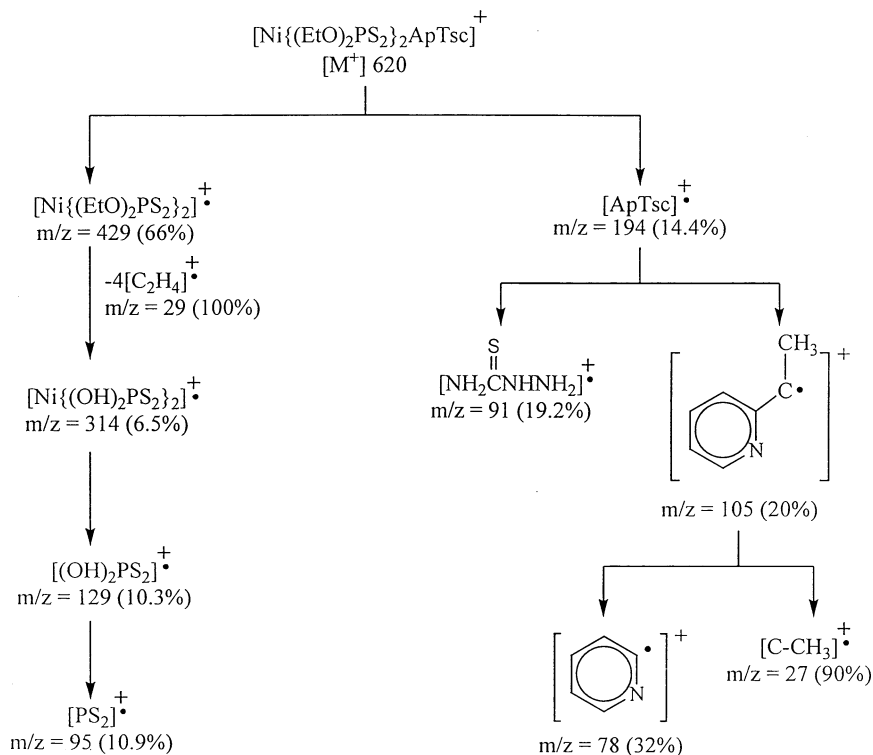 [Ni{(EtO)₂PS₂}₂ApTsc]⁺
[M⁺] 620
[Ni{(EtO)₂PS₂}₂]⁺•
m/z = 429 (66%)
[ApTsc]⁺•
m/z = 194 (14.4%)
-4[C₂H₄]⁺•
m/z = 29 (100%)
S
[NH₂CNHNH₂]⁺•
m/z = 91 (19.2%)
CH₃
C•
N
+
m/z = 105 (20%)
[Ni{(OH)₂PS₂}₂]⁺•
m/z = 314 (6.5%)
[(OH)₂PS₂]⁺•
m/z = 129 (10.3%)
N
+
m/z = 78 (32%)
[C-CH₃]⁺•
m/z = 27 (90%)
[PS₂]⁺•
m/z = 95 (10.9%)